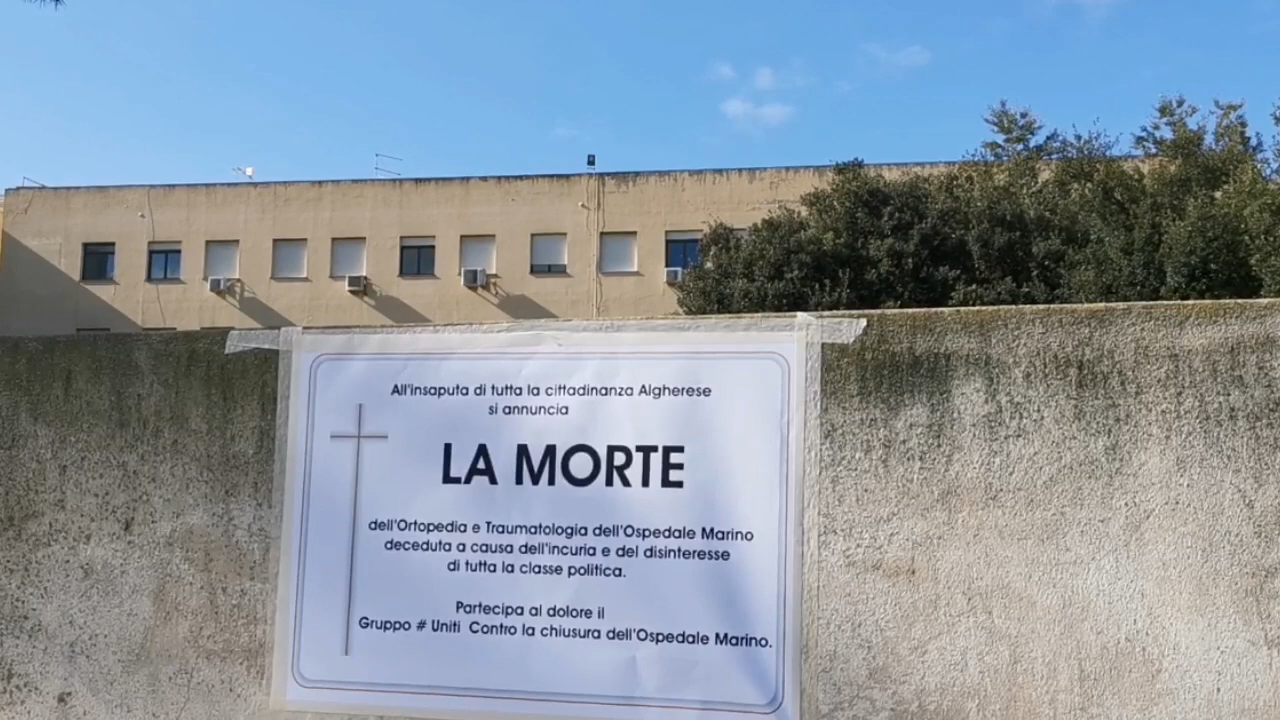 All'insaputa di tutta la cittadinanza Algherese
si annuncia
LA MORTE
dell'Ortopedia e Traumatologia dell'Ospedale Marino
deceduta a causa dell'incuria e del disinteresse
di tutta la classe politica.
Partecipa al dolore il
Gruppo # Uniti Contro la chiusura dell'Ospedale Marino.